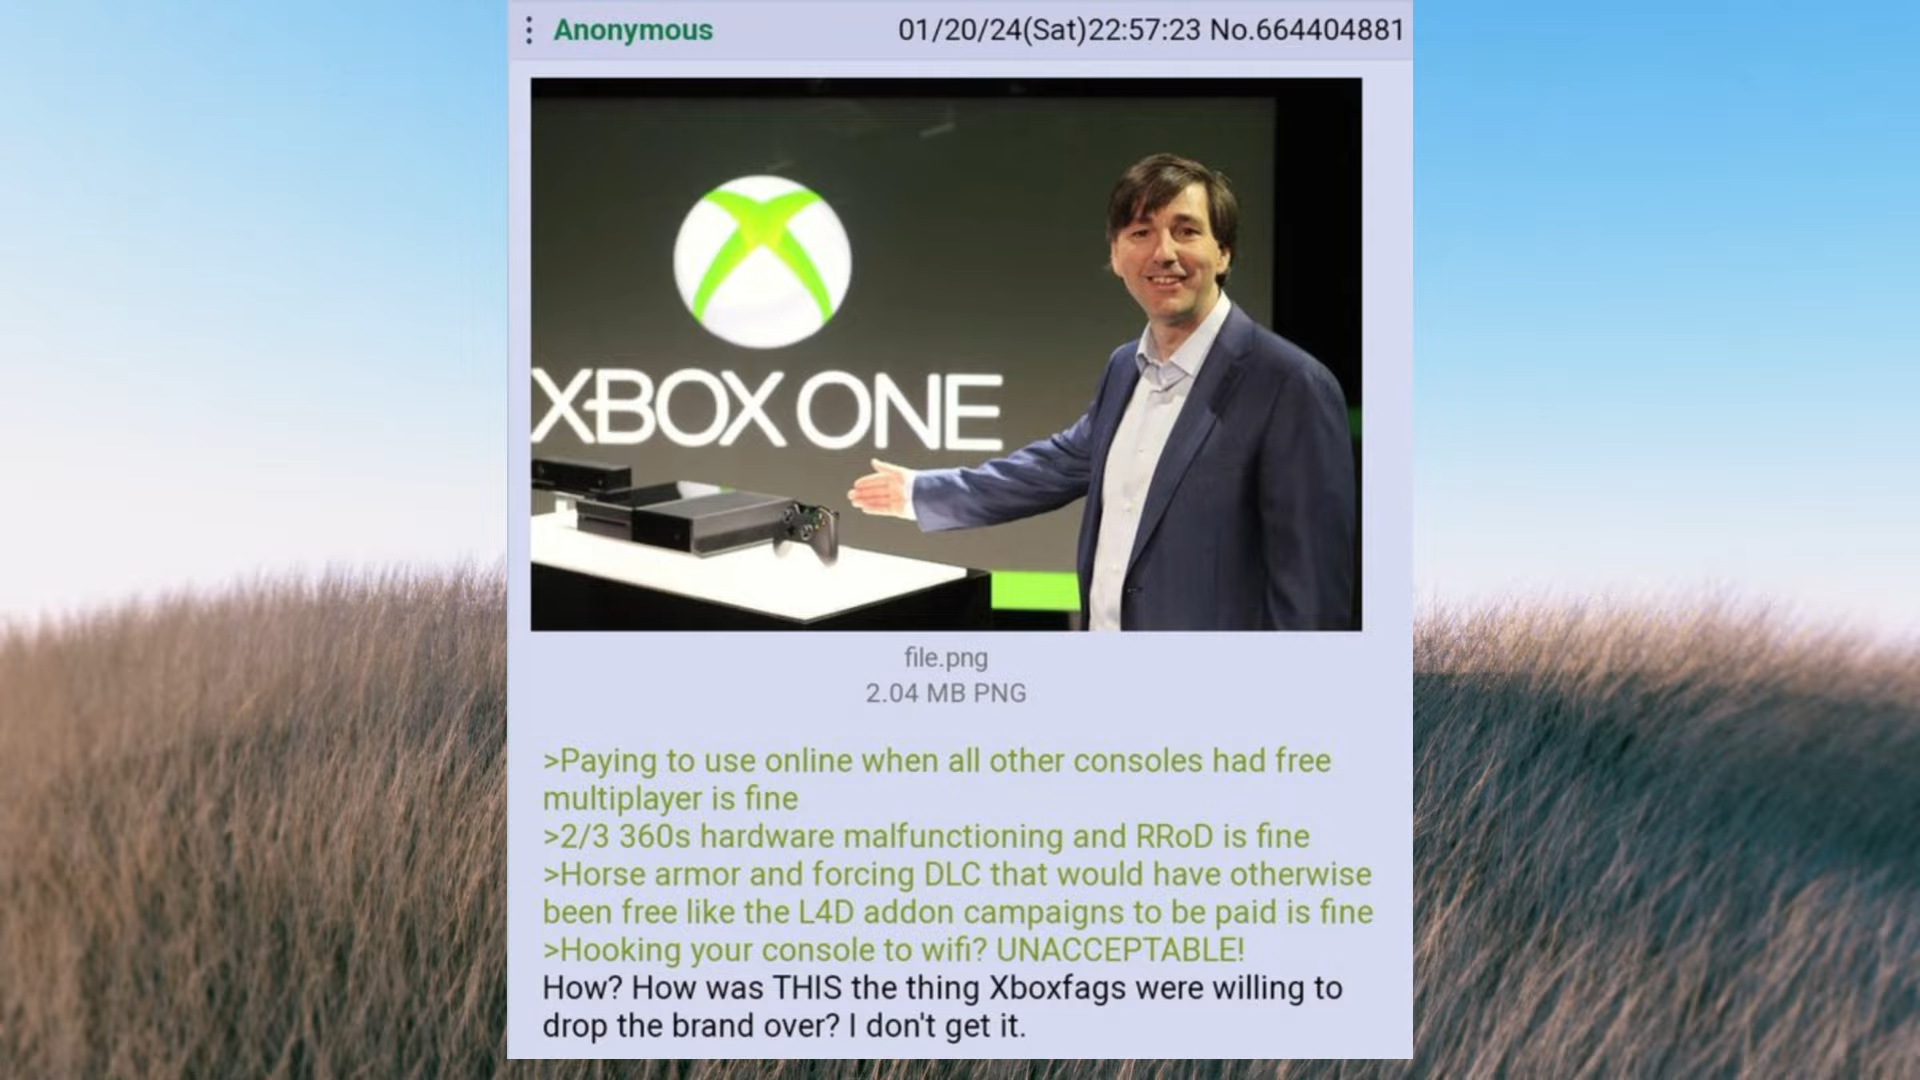 Anonymous 01/20/24(Sat)22:57:23 No.664404881
XBOX ONE
file.png
2.04 MB PNG
>Paying to use online when all other consoles had free
multiplayer is fine
>2/3 360s hardware malfunctioning and RRoD is fine
>Horse armor and forcing DLC that would have otherwise
been free like the L4D addon campaigns to be paid is fine
>Hooking your console to wifi? UNACCEPTABLE!
How? How was THIS the thing Xboxfags were willing to
drop the brand over? I don't get it.